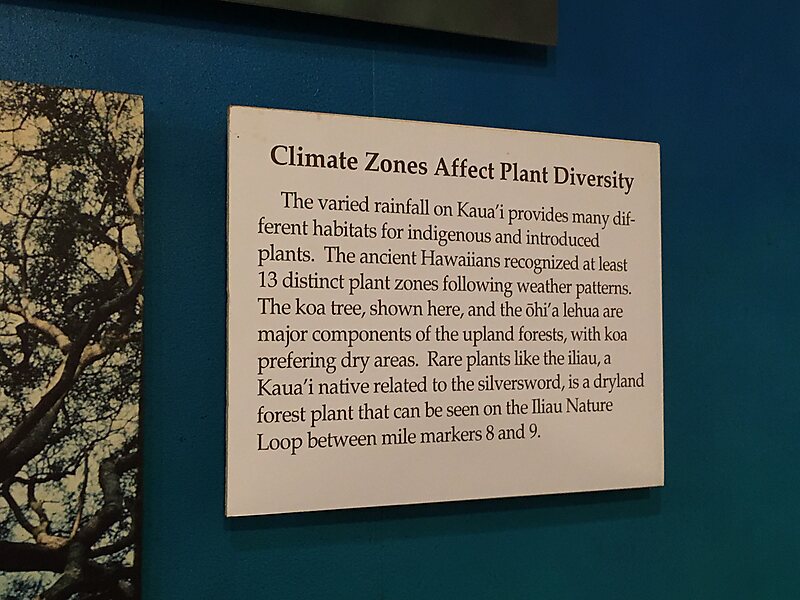 Climate Zones Affect Plant Diversity
The varied rainfall on Kaua'i provides many dif-
ferent habitats for indigenous and introduced
plants. The ancient Hawaiians recognized at least
13 distinct plant zones following weather patterns.
The koa tree, shown here, and the ōhi'a lehua are
major components of the upland forests, with koa
prefering dry areas. Rare plants like the iliau, a
Kaua'i native related to the silversword, is a dryland
forest plant that can be seen on the Iliau Nature
Loop between mile markers 8 and 9.